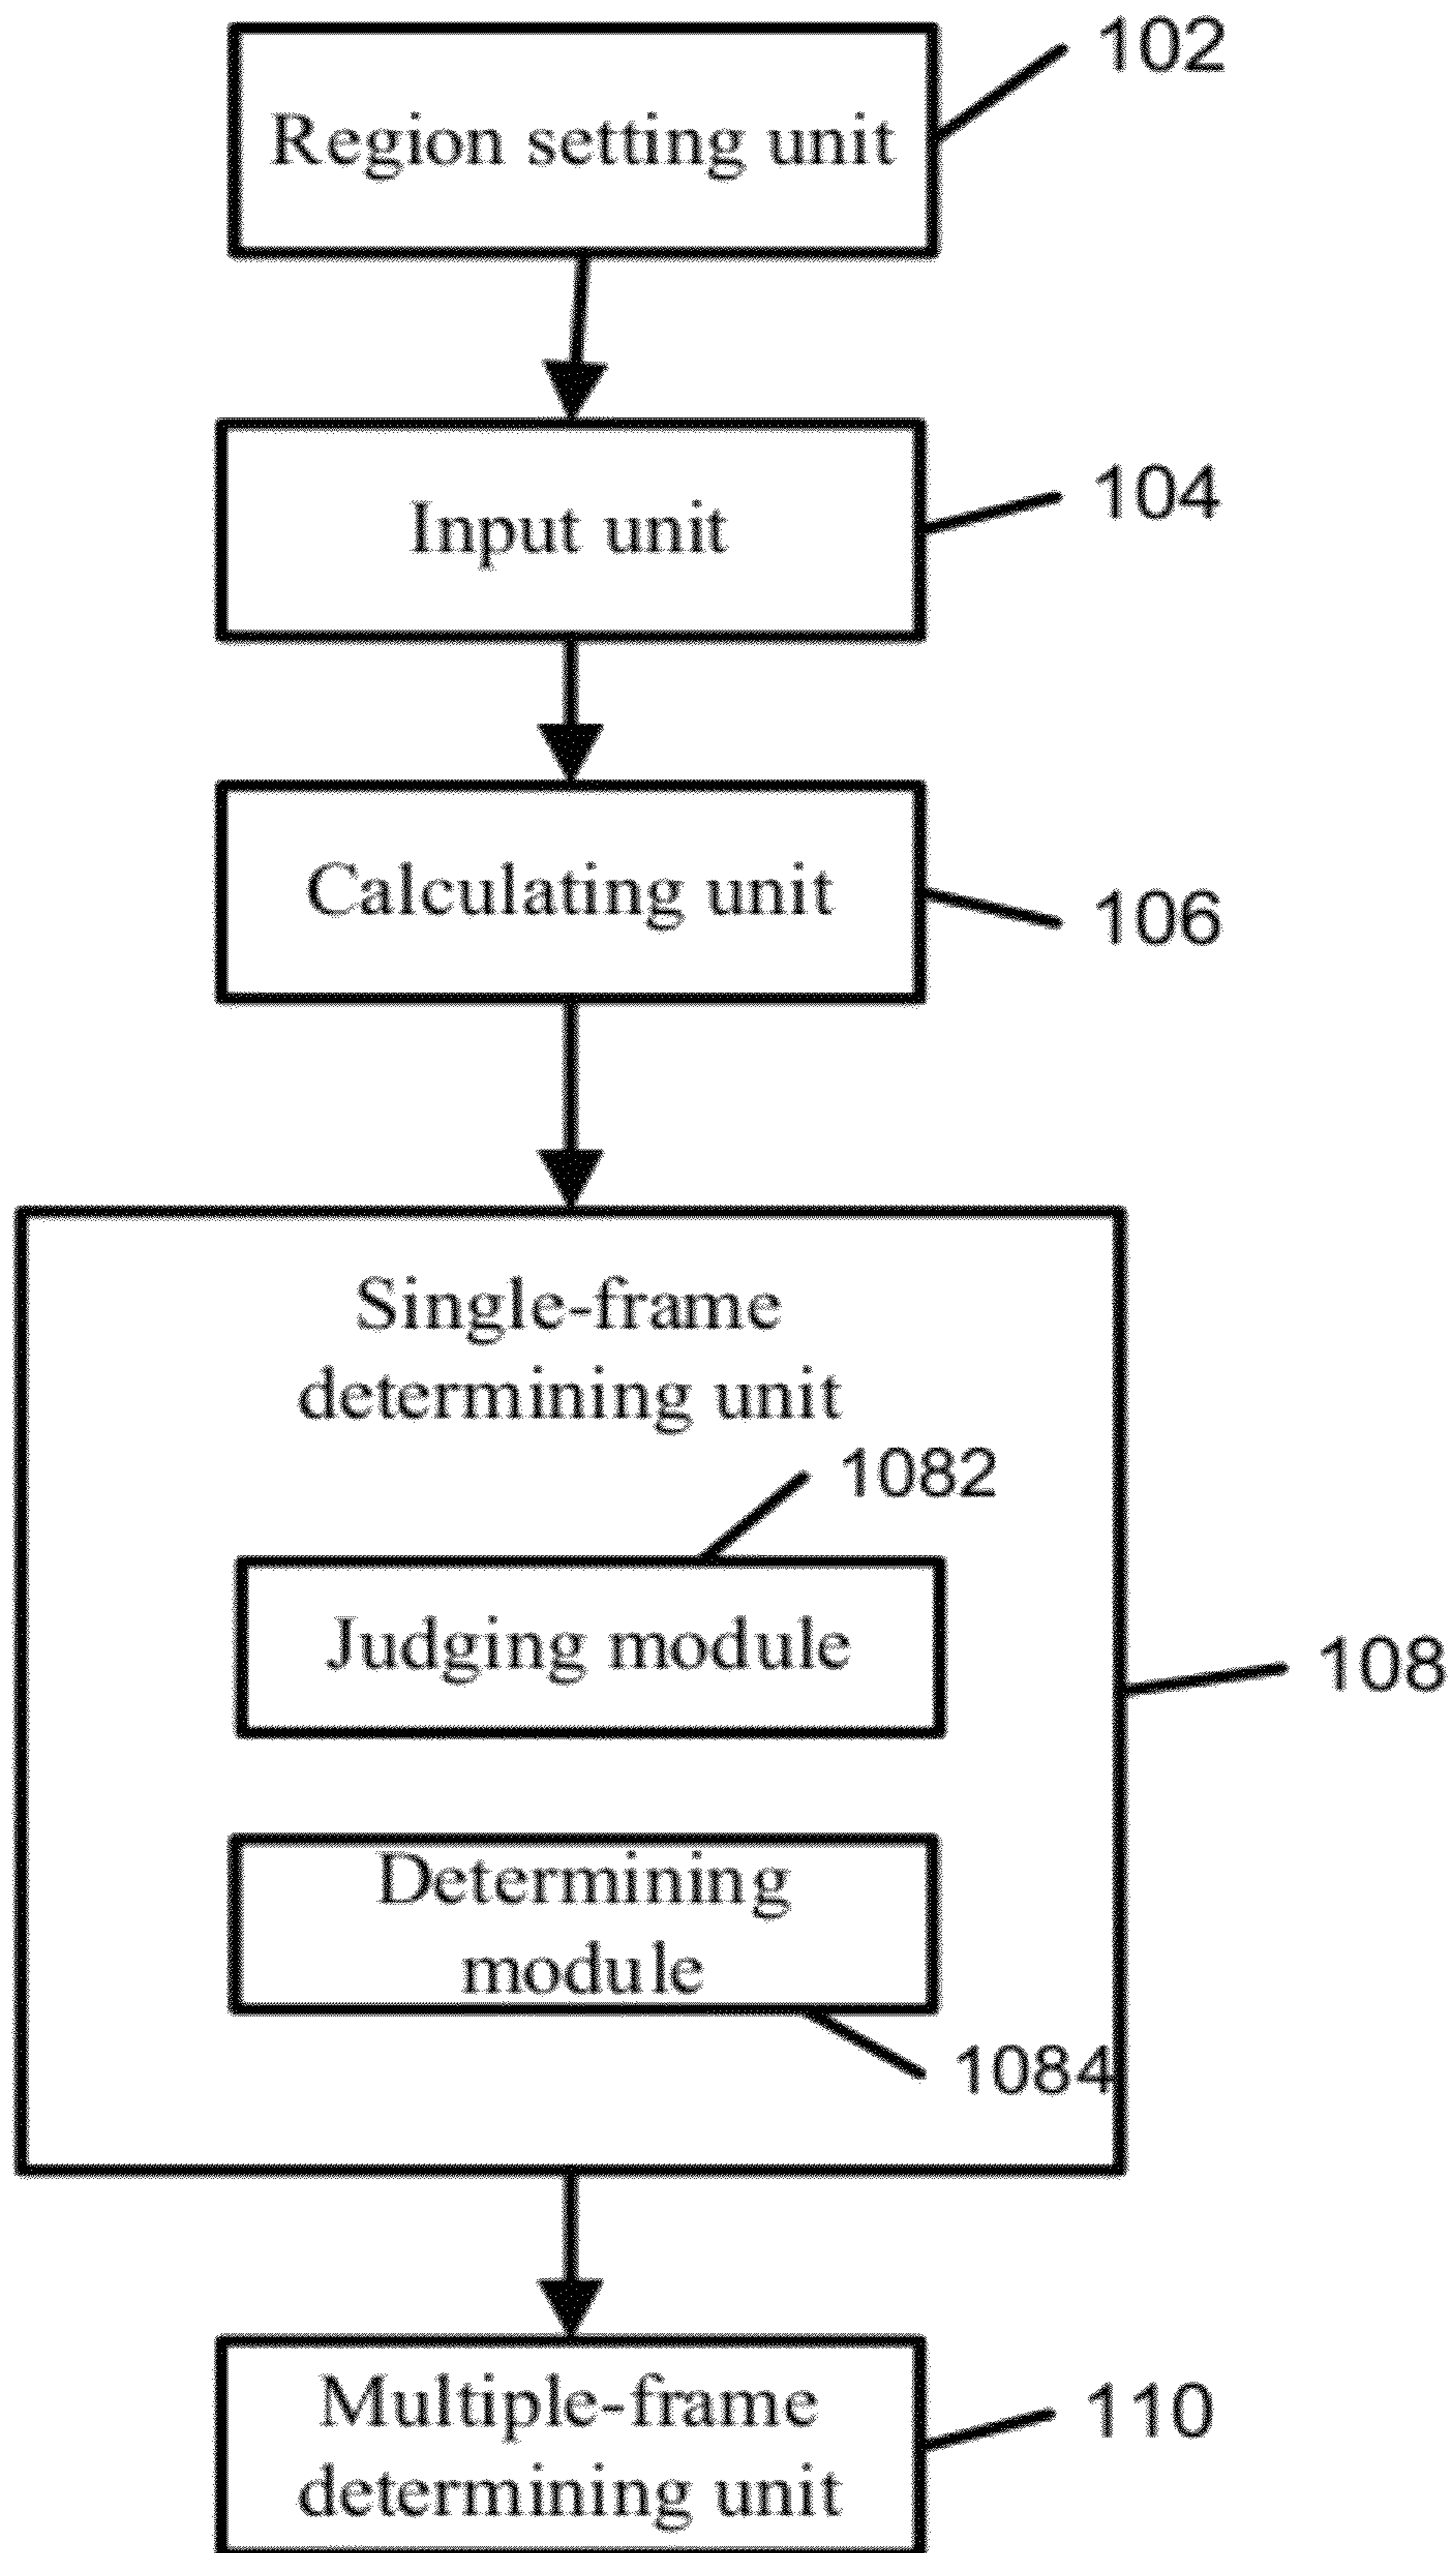 102
Region setting unit
104
Input unit
Calculating unit
106
Single-frame
determining unit
1082
Judging module
108
Determining
module
1084
Multiple-frame
110
determining unit